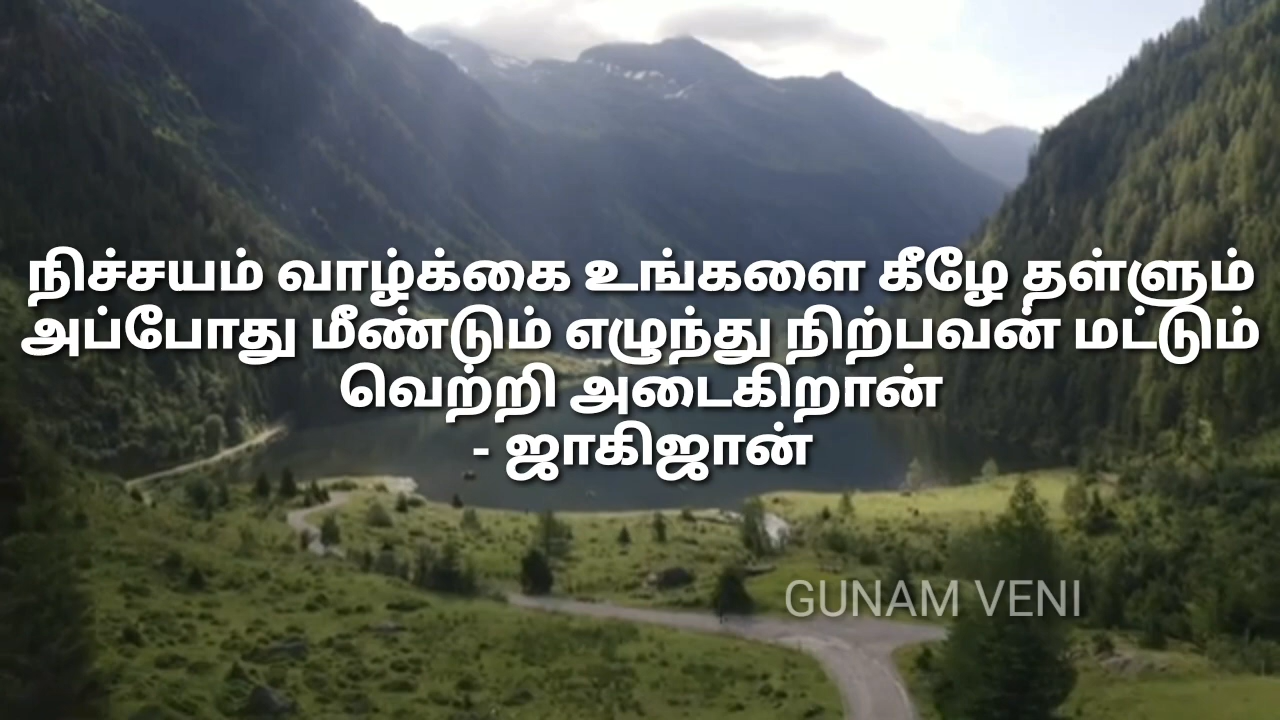 நிச்சயம் வாழ்க்கை உங்களை கீழே தள்ளும்
அப்போது மீண்டும் எழுந்து நிற்பவன் மட்டும்
வெற்றி அடைகிறான்
- ஜாகிஜான்
GUNAM VENI